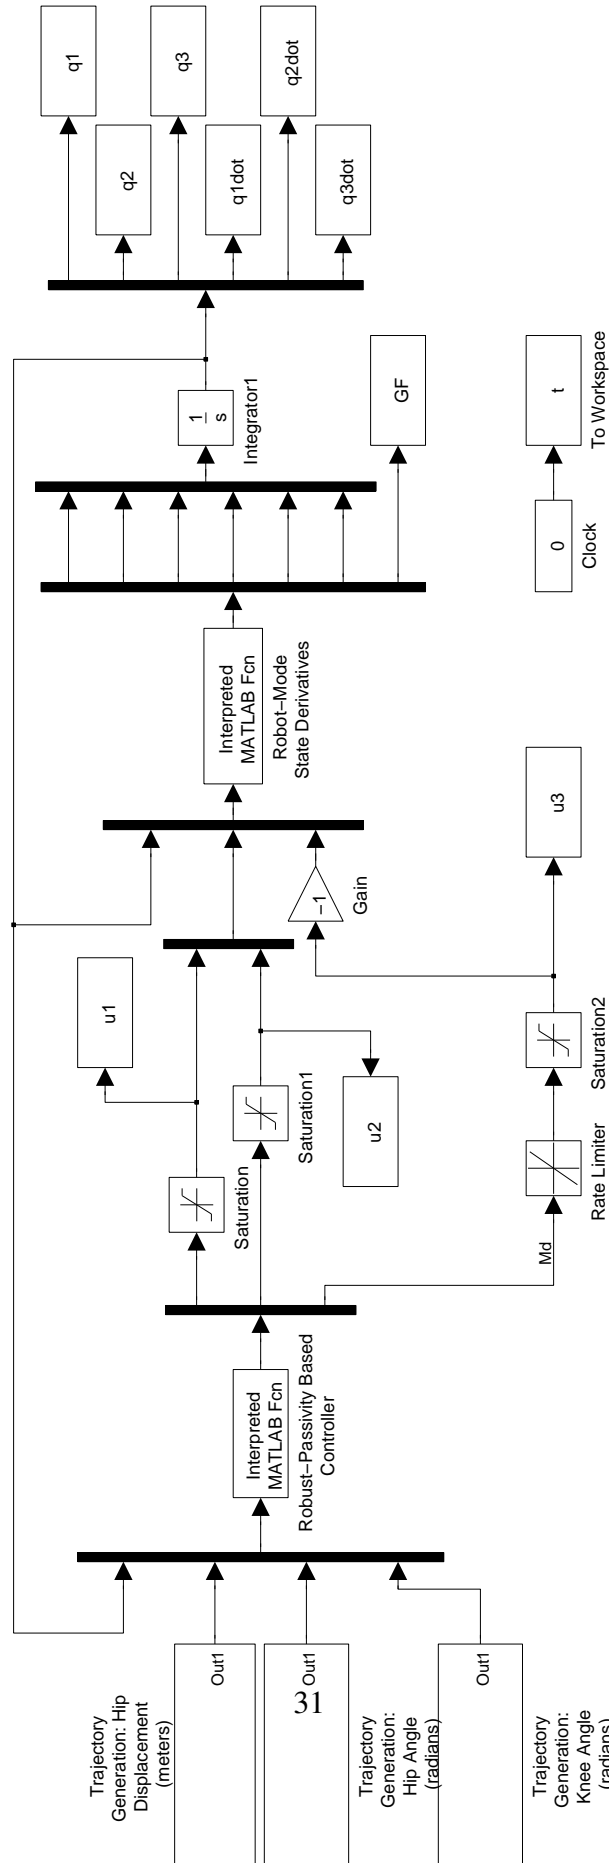 Trajectory
Generation: Hip
Displacement
(meters)
Out1
Trajectory
Generation:
Hip Angle
(radians)
Out1
Trajectory
Generation:
Knee Angle
(radians)
Out1
31
Interpreted
MATLAB Fcn
Robust−Passivity Based
Controller
Saturation
Saturation1
Md
Rate Limiter
Saturation2
u1
u2
u3
−1
Gain
Interpreted
MATLAB Fcn
Robot−Mode
State Derivatives
1
s
Integrator1
GF
0
Clock
t
To Workspace
q1
q2
q3
q1dot
q2dot
q3dot